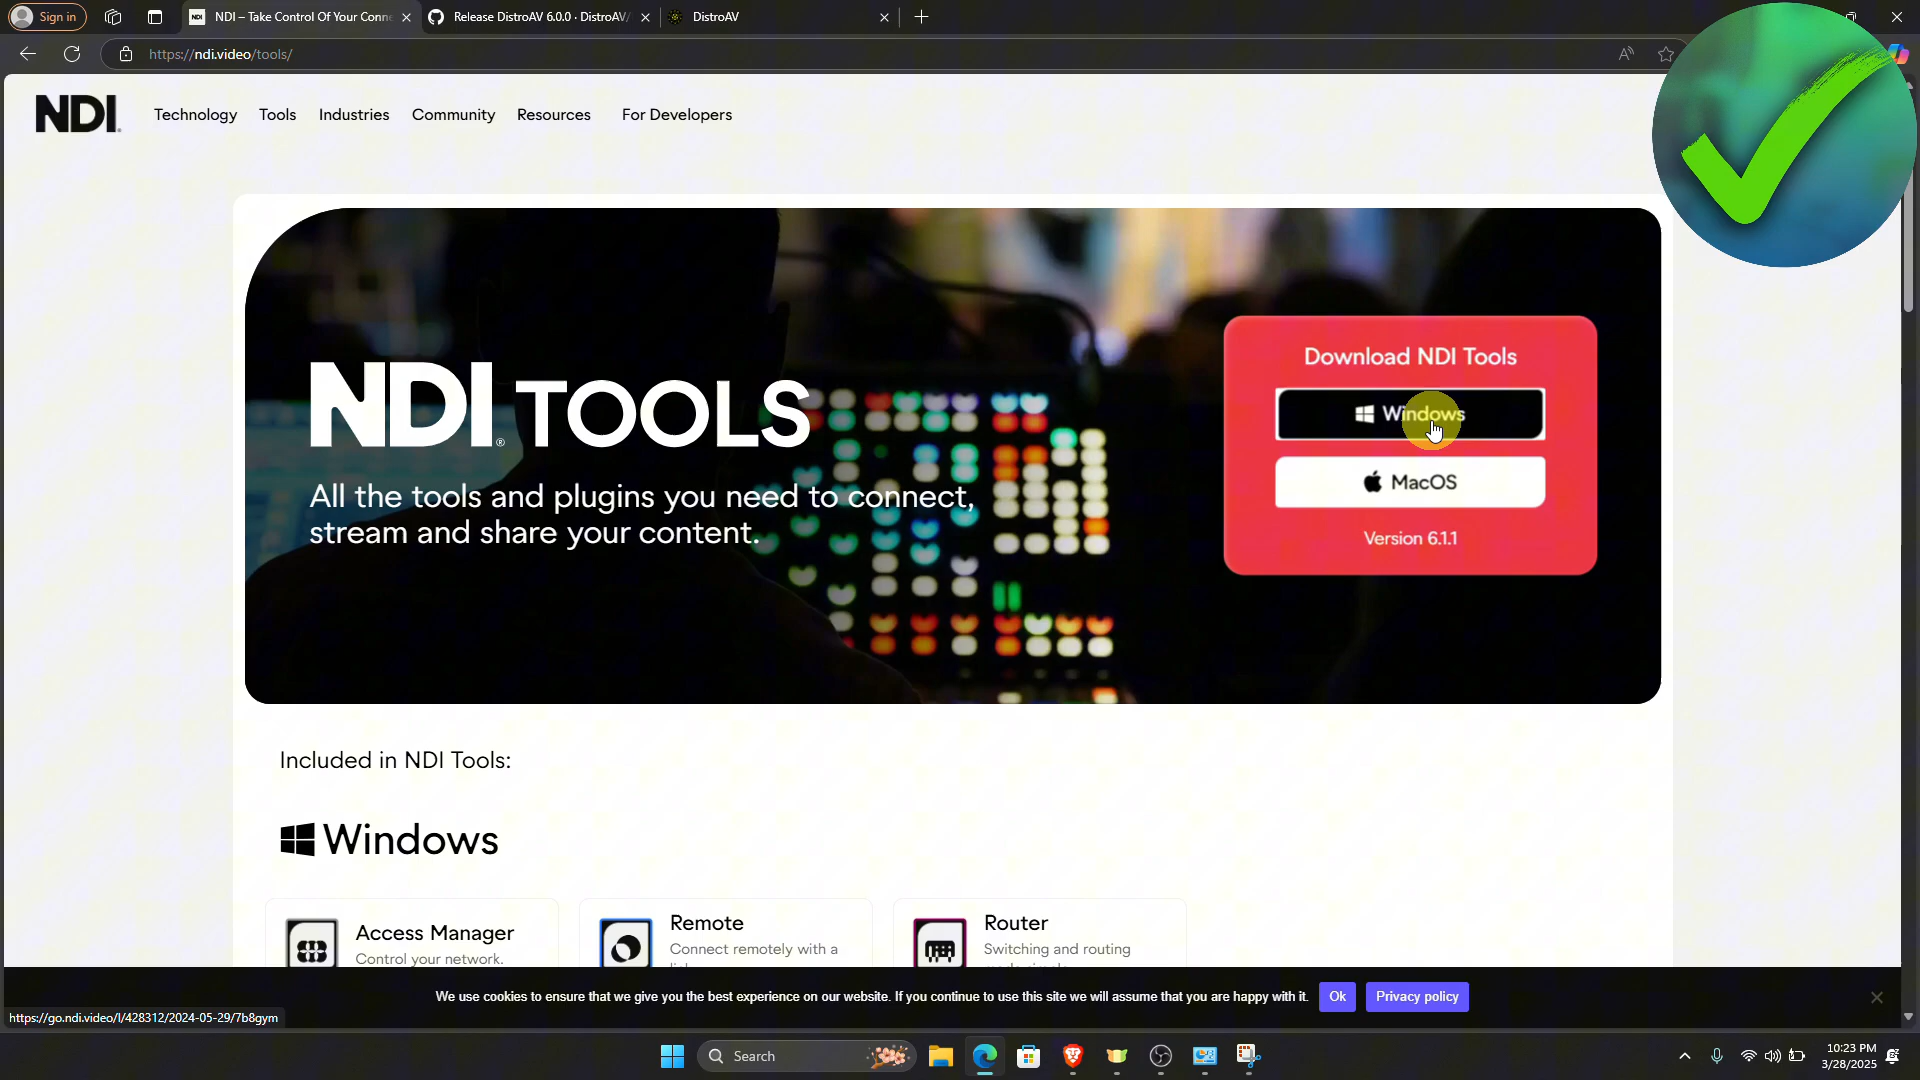 Sign in
NDI – Take Control Of Your Conne
Release DistroAV 6.0.0 · DistroAV/
DistroAV
https://ndi.video/tools/
NDI
Technology
Tools
Industries
Community
Resources
For Developers
NDI® TOOLS
All the tools and plugins you need to connect,
stream and share your content.
Download NDI Tools
Windows
MacOS
Version 6.1.1
Included in NDI Tools:
Windows
Access Manager
Control your network.
Remote
Connect remotely with a
Router
Switching and routing
We use cookies to ensure that we give you the best experience on our website. If you continue to use this site we will assume that you are happy with it.
Ok
Privacy policy
https://go.ndi.video/l/428312/2024-05-29/7b8gym
Search
10:23 PM
3/28/2025